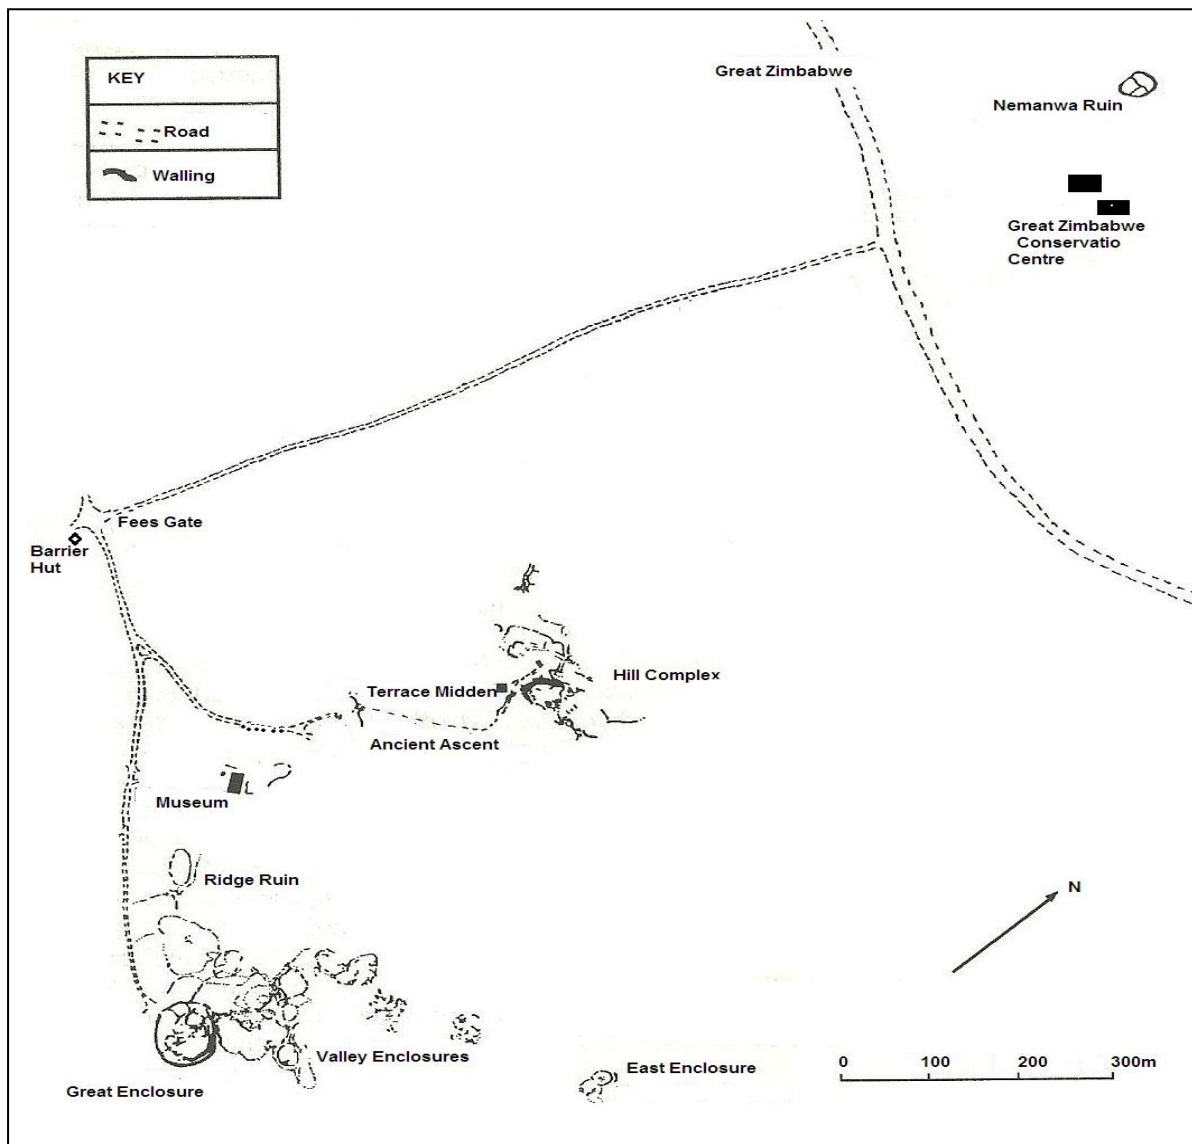 Great Zimbabwe
KEY
Road
Walling
Nemanwa Ruin
Great Zimbabwe
Conservatio
Centre
Fees Gate
Barrier
Hut
Hill Complex
Terrace Midden
Ancient Ascent
Museum
Ridge Ruin
N
Valley Enclosures
East Enclosure
0 100 200 300m
Great Enclosure